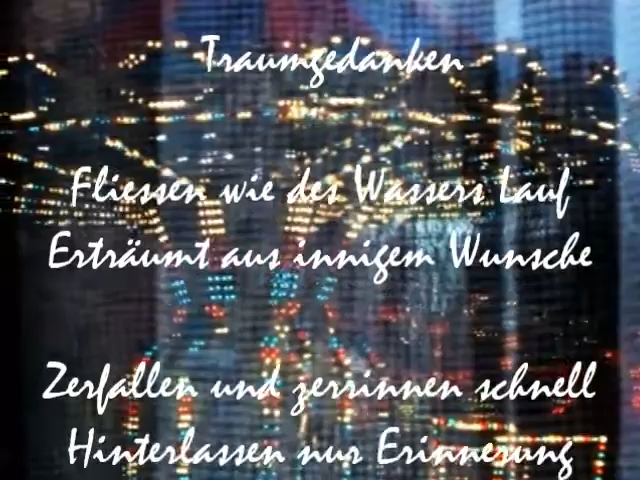 Traumgedanken
Fliessen wie des Wassers Lauf
Erträumt aus innigem Wunsche
Zerfallen und zerrinnen schnell
Hinterlassen nur Erinnerung